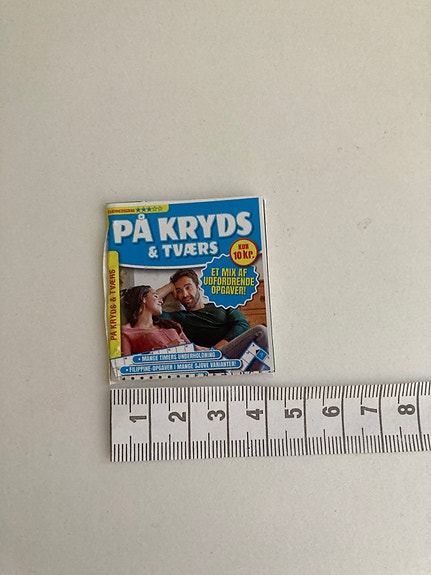 SVÆRHEDSGRAD ★★★☆☆
PÅ KRYDS
& TVÆRS
KUN
10 kr.
ET MIX AF
UDFORDRENDE
OPGAVER!
PÅ KRYDS & TVÆRS
• MANGE TIMERS UNDERHOLDNING
• FILIPPINE-OPGAVER I MANGE SJOVE VARIANTER!
1 2 3 4 5 6 7 8